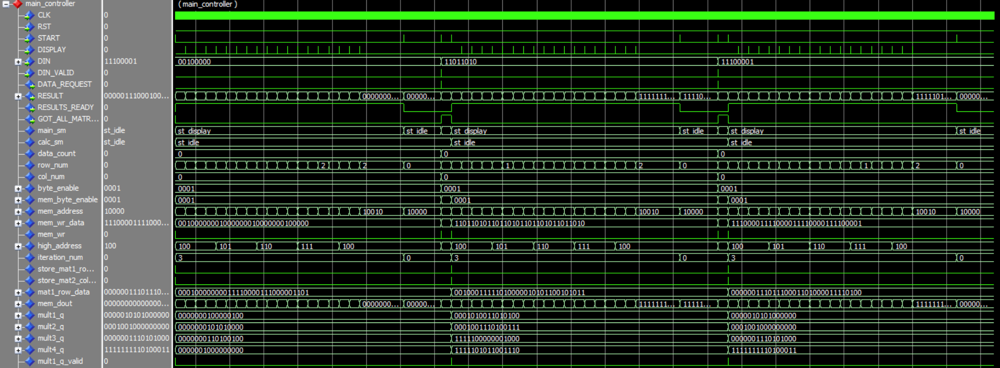 main_controller ( main_controller )
CLK 0
RST 0
START 0
DISPLAY 0
DIN 11100001 00100000 11011010 11100001
DIN_VALID 0
DATA_REQUEST 0
RESULT 00000111000100... 0000000... 00000... 1111111... 11110... 1111101... 00000...
RESULTS_READY 0
GOT_ALL_MATR... 0
main_sm st_idle st_display st_idle st_display st_idle st_display st_idle
calc_sm st_idle st_idle st_idle st_idle
data_count 0 0 0 0
row_num 0 2 2 0 1 2 0 1 2 0
col_num 0 0 0 0
byte_enable 0001 0001 0001 0001
mem_byte_enable 0001 0001 0001 0001
mem_address 10000 10010 10000 10010 10000 10010 10000
mem_wr_data 11100001111000... 00100000001000000010000000100000 11011010110110101101101011011010 11100001111000011110000111100001
mem_wr 0
high_address 100 100 101 110 111 100 100 101 110 111 100 100 101 110 111 100
iteration_num 0 3 0 3 0 3 0
store_mat1_ro... 0
store_mat2_col... 0
mat1_row_data 00000011101110... 00010000000011110000111000001101 00100011111010000010101100101011 00000011101110001101000011110100
mem_dout 00000000000000... 0000000... 00000... 1111111... 11111... 1111111... 00000...
mult1_q 0000010101000000 0000000100000100 0001010011010100 0000010101000000
mult2_q 0001001000000000 0000000101010000 0001001110100111 0001001000000000
mult3_q 0000001110101000 0000000110100100 1111100000001000 0000001110101000
mult4_q 1111111110100011 0000001000000000 1111101011001110 1111111110100011
mult1_q_valid 0